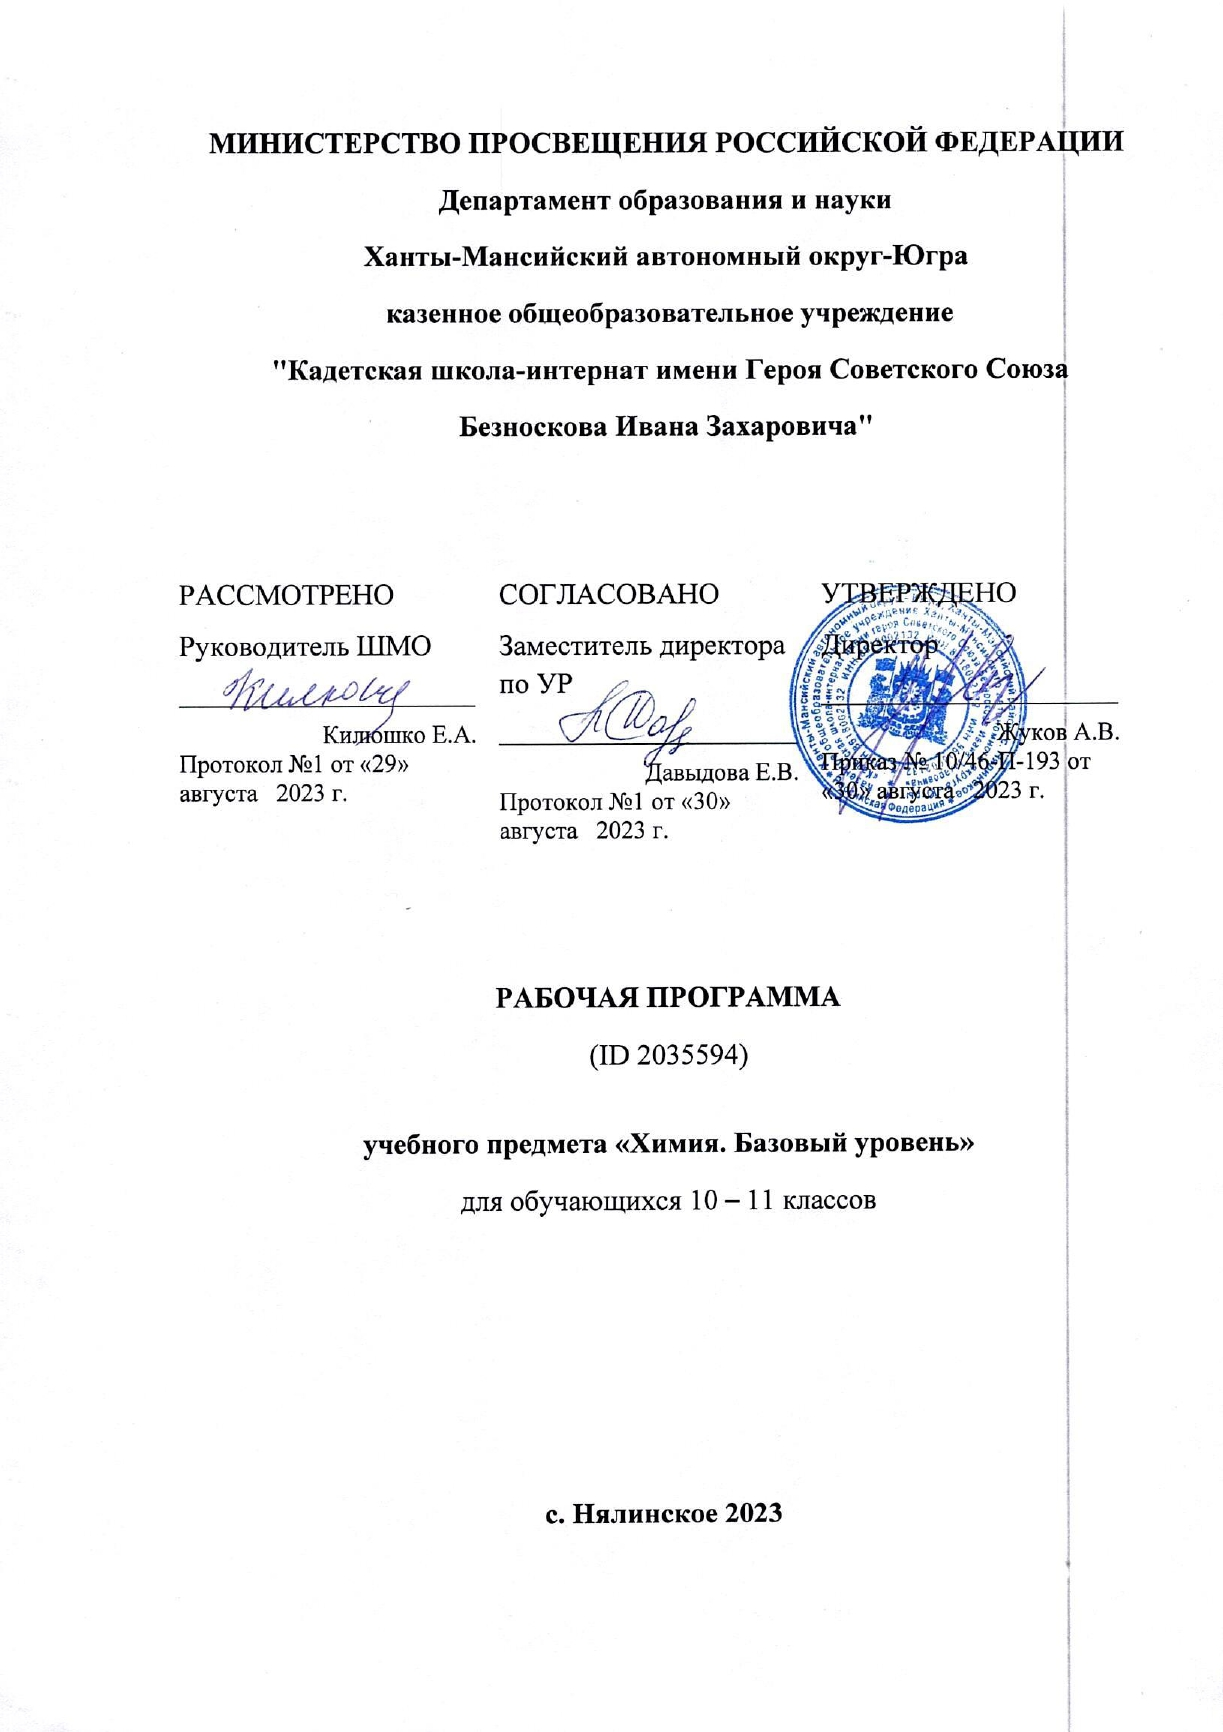 МИНИСТЕРСТВО ПРОСВЕЩЕНИЯ РОССИЙСКОЙ ФЕДЕРАЦИИ
Департамент образования и науки
Ханты-Мансийский автономный округ-Югра
казенное общеобразовательное учреждение
"Кадетская школа-интернат имени Героя Советского Союза
Безноскова Ивана Захаровича"
РАССМОТРЕНО
Руководитель ШМО
Килюшко Е.А.
Протокол №1 от «29»
августа 2023 г.
СОГЛАСОВАНО
Заместитель директора
по УР
Давыдова Е.В.
Протокол №1 от «30»
августа 2023 г.
УТВЕРЖДЕНО
Директор
Жуков А.В.
Приказ № 10/46-П-193 от
«30» августа 2023 г.
РАБОЧАЯ ПРОГРАММА
(ID 2035594)
учебного предмета «Химия. Базовый уровень»
для обучающихся 10 – 11 классов
с. Нялинское 2023